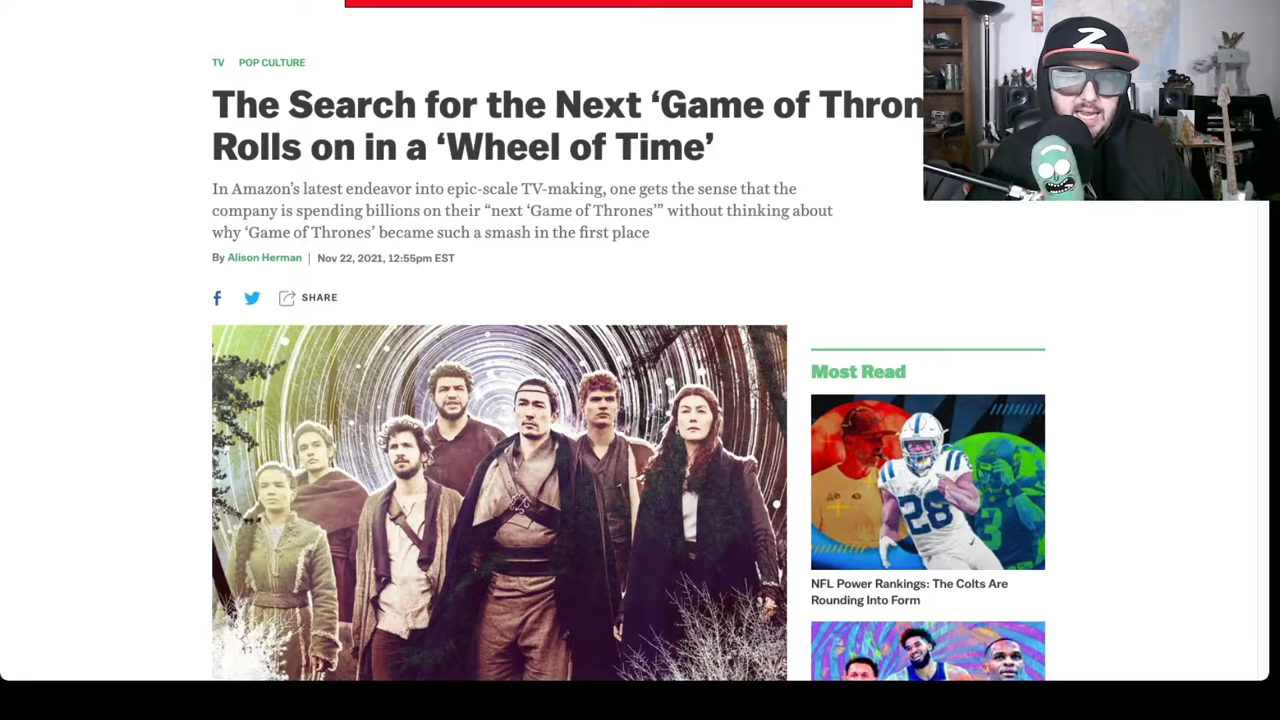 TV POP CULTURE
The Search for the Next ‘Game of Thron
Rolls on in a ‘Wheel of Time’
In Amazon’s latest endeavor into epic-scale TV-making, one gets the sense that the
company is spending billions on their “next ‘Game of Thrones’” without thinking about
why ‘Game of Thrones’ became such a smash in the first place
By Alison Herman | Nov 22, 2021, 12:55pm EST
SHARE
Most Read
28
3
NFL Power Rankings: The Colts Are
Rounding Into Form
Z